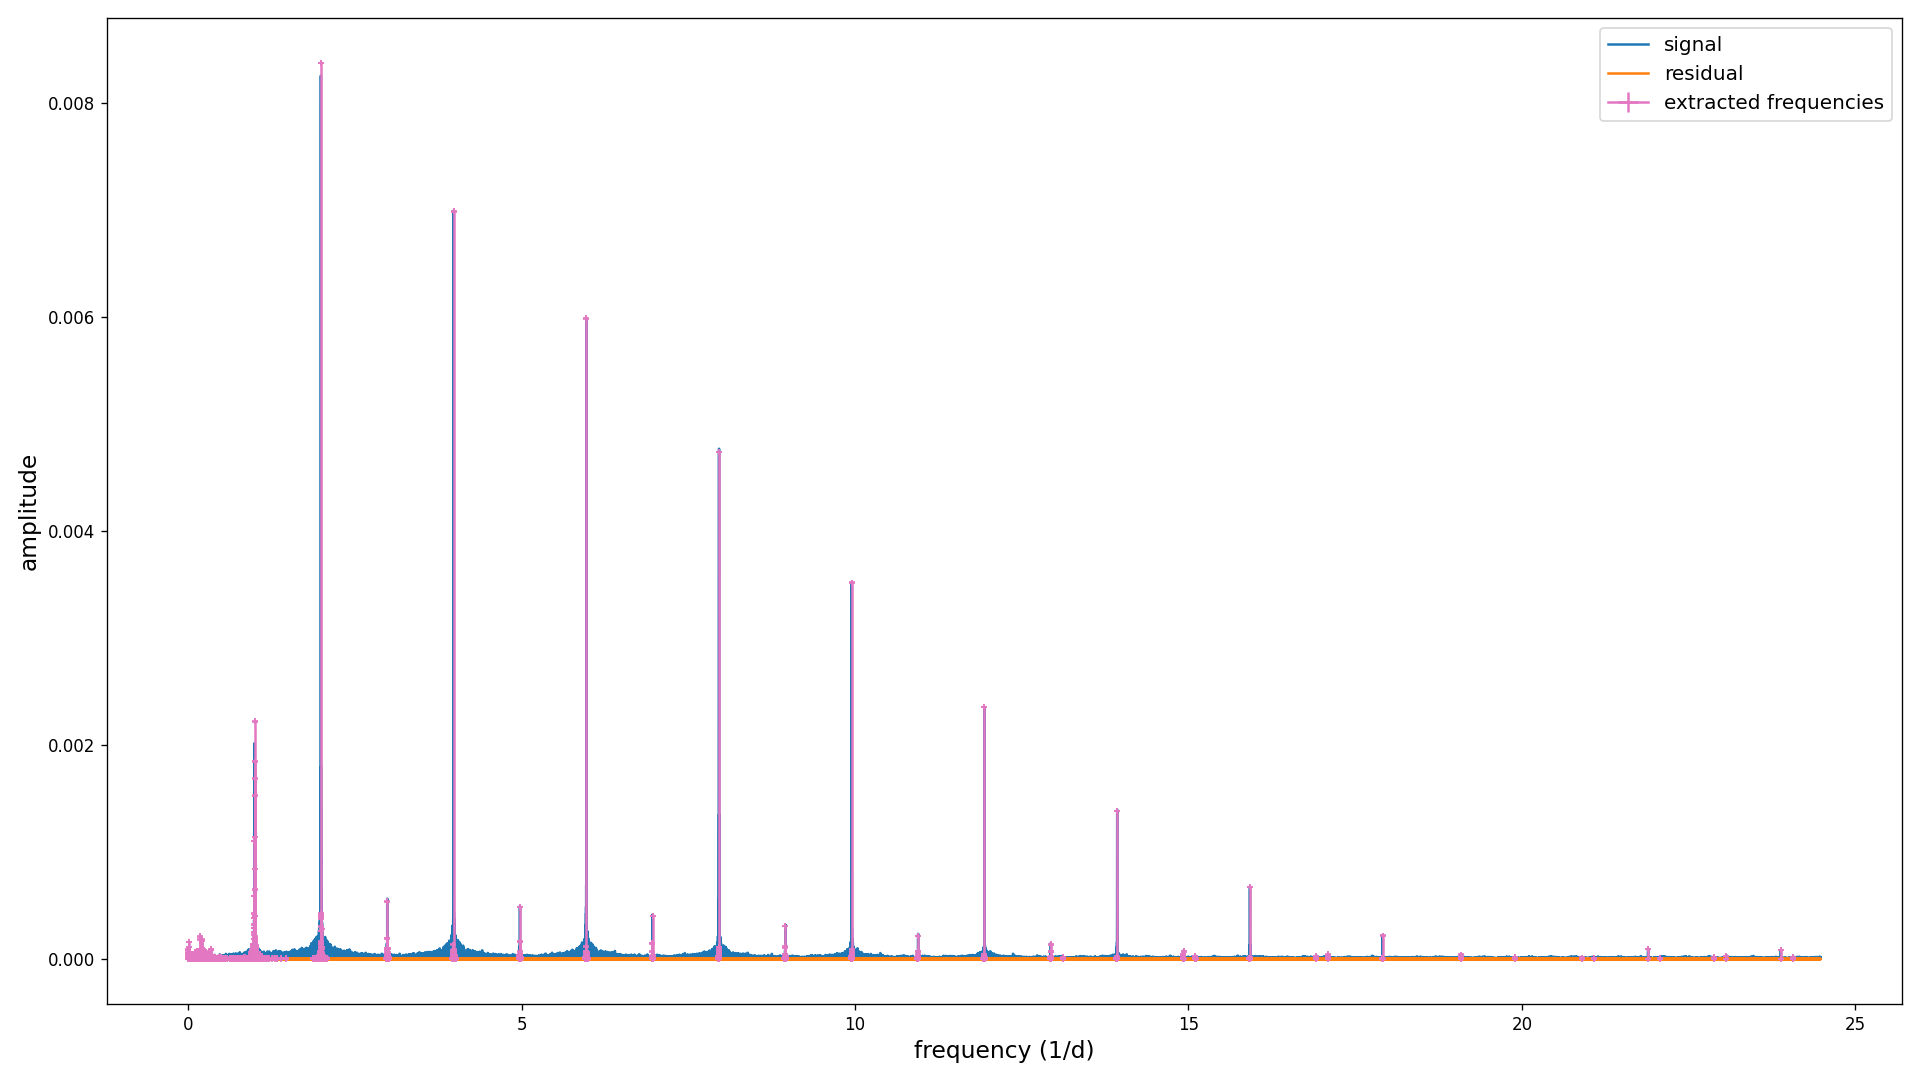 signal
residual
extracted frequencies
amplitude
0.008
0.006
0.004
0.002
0.000
0
5
10
15
20
25
frequency (1/d)